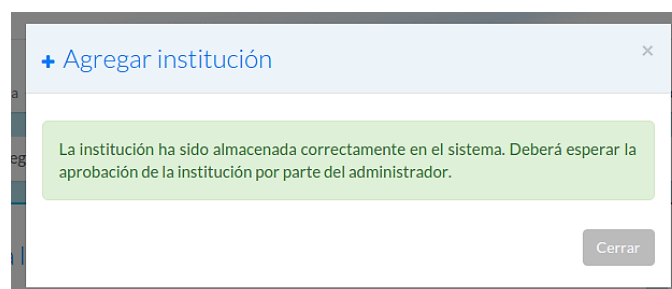 + Agregar institución
×
La institución ha sido almacenada correctamente en el sistema. Deberá esperar la
aprobación de la institución por parte del administrador.
Cerrar